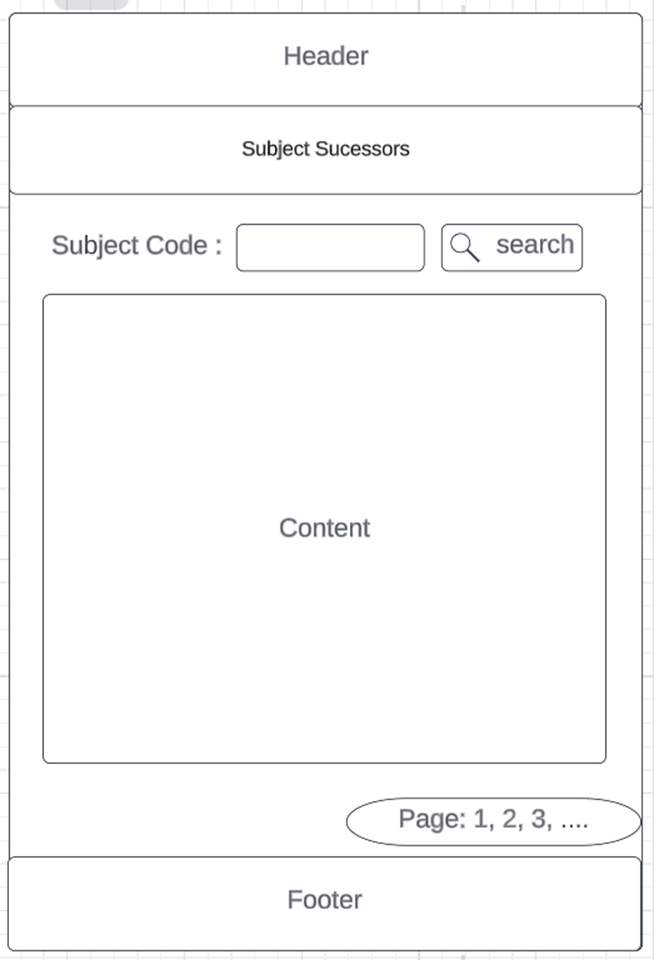 Header
Subject Sucessors
Subject Code :
search
Content
Page: 1, 2, 3, ....
Footer